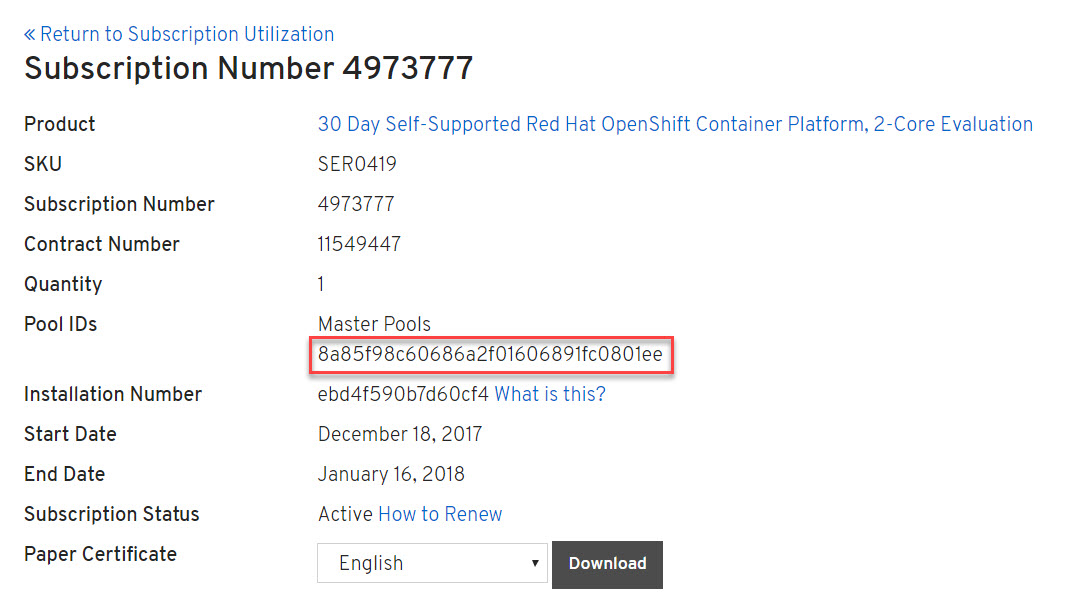 « Return to Subscription Utilization
Subscription Number 4973777
Product 30 Day Self-Supported Red Hat OpenShift Container Platform, 2-Core Evaluation
SKU SER0419
Subscription Number 4973777
Contract Number 11549447
Quantity 1
Pool IDs Master Pools
8a85f98c60686a2f01606891fc0801ee
Installation Number ebd4f590b7d60cf4 What is this?
Start Date December 18, 2017
End Date January 16, 2018
Subscription Status Active How to Renew
Paper Certificate English Download